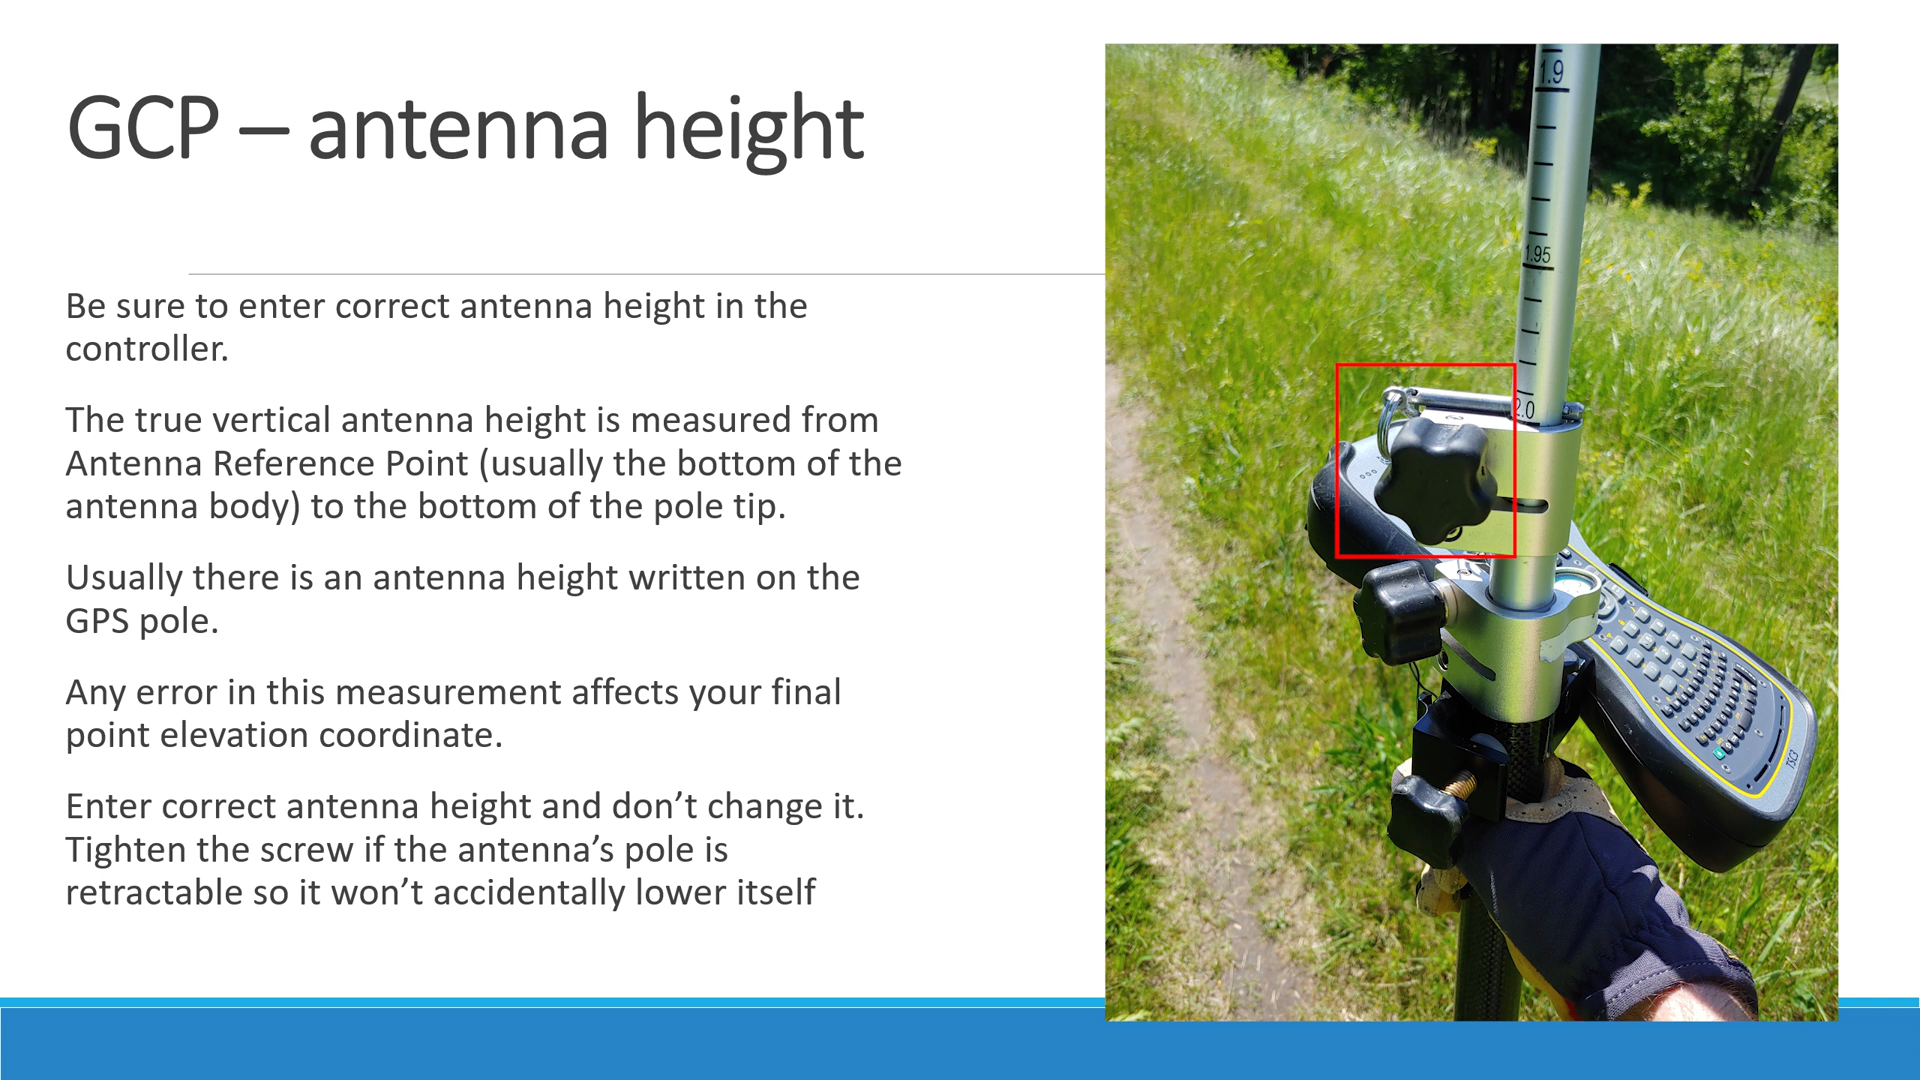 GCP – antenna height
Be sure to enter correct antenna height in the
controller.
The true vertical antenna height is measured from
Antenna Reference Point (usually the bottom of the
antenna body) to the bottom of the pole tip.
Usually there is an antenna height written on the
GPS pole.
Any error in this measurement affects your final
point elevation coordinate.
Enter correct antenna height and don’t change it.
Tighten the screw if the antenna’s pole is
retractable so it won’t accidentally lower itself
1.9
1.95
2.0
TSC3